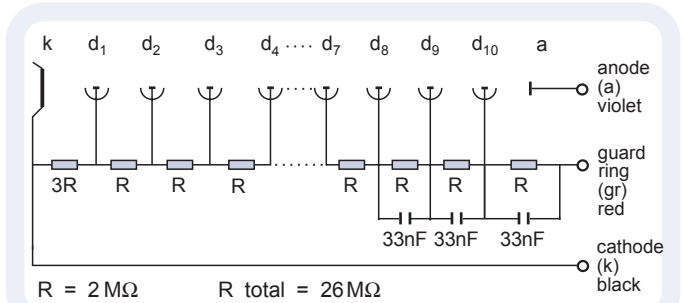 k d₁ d₂ d₃ d₄ ···· d₇ d₈ d₉ d₁₀ a
anode
(a)
violet
guard
ring
(gr)
red
3R R R R R R R R
33nF 33nF 33nF
cathode
(k)
black
R = 2 MΩ R total = 26 MΩ